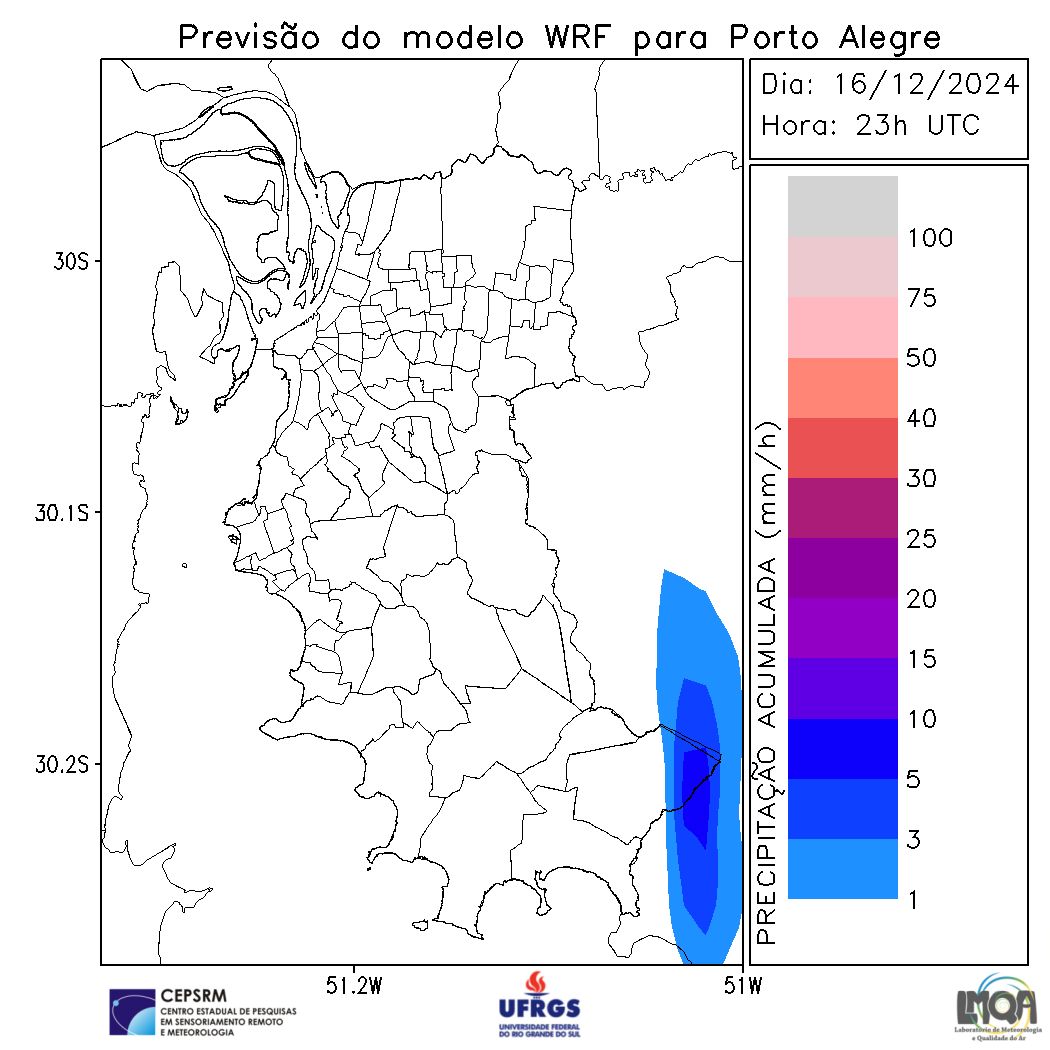 Previsão do modelo WRF para Porto Alegre
Dia: 16/12/2024
Hora: 23h UTC
30S
30.1S
30.2S
51.2W
51W
PRECIPITAÇÃO ACUMULADA (mm/h)
100
75
50
40
30
25
20
15
10
5
3
1
CEPSRM
CENTRO ESTADUAL DE PESQUISAS
EM SENSORIAMENTO REMOTO
E METEOROLOGIA
UFRGS
UNIVERSIDADE FEDERAL
DO RIO GRANDE DO SUL
LMQA
Laboratório de Meteorologia
e Qualidade do Ar